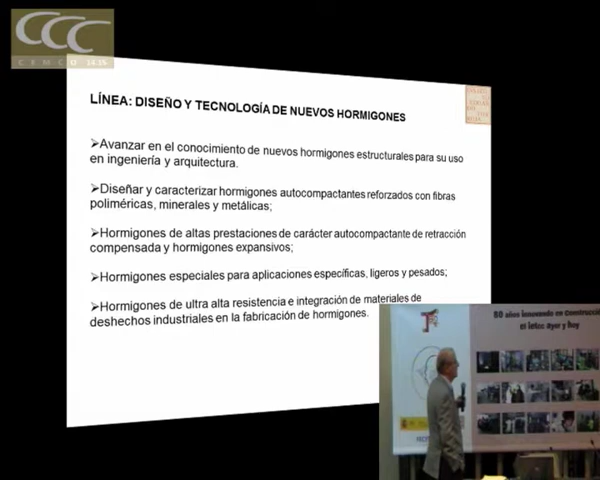 CCC
CEMCO 14:35
LÍNEA: DISEÑO Y TECNOLOGÍA DE NUEVOS HORMIGONES
➢Avanzar en el conocimiento de nuevos hormigones estructurales para su uso
en ingeniería y arquitectura.
➢Diseñar y caracterizar hormigones autocompactantes reforzados con fibras
poliméricas, minerales y metálicas;
➢Hormigones de altas prestaciones de carácter autocompactante de retracción
compensada y hormigones expansivos;
➢Hormigones especiales para aplicaciones específicas, ligeros y pesados;
➢Hormigones de ultra alta resistencia e integración de materiales de
deshechos industriales en la fabricación de hormigones.
80 años innovando en Construcció
el Ietcc ayer y hoy